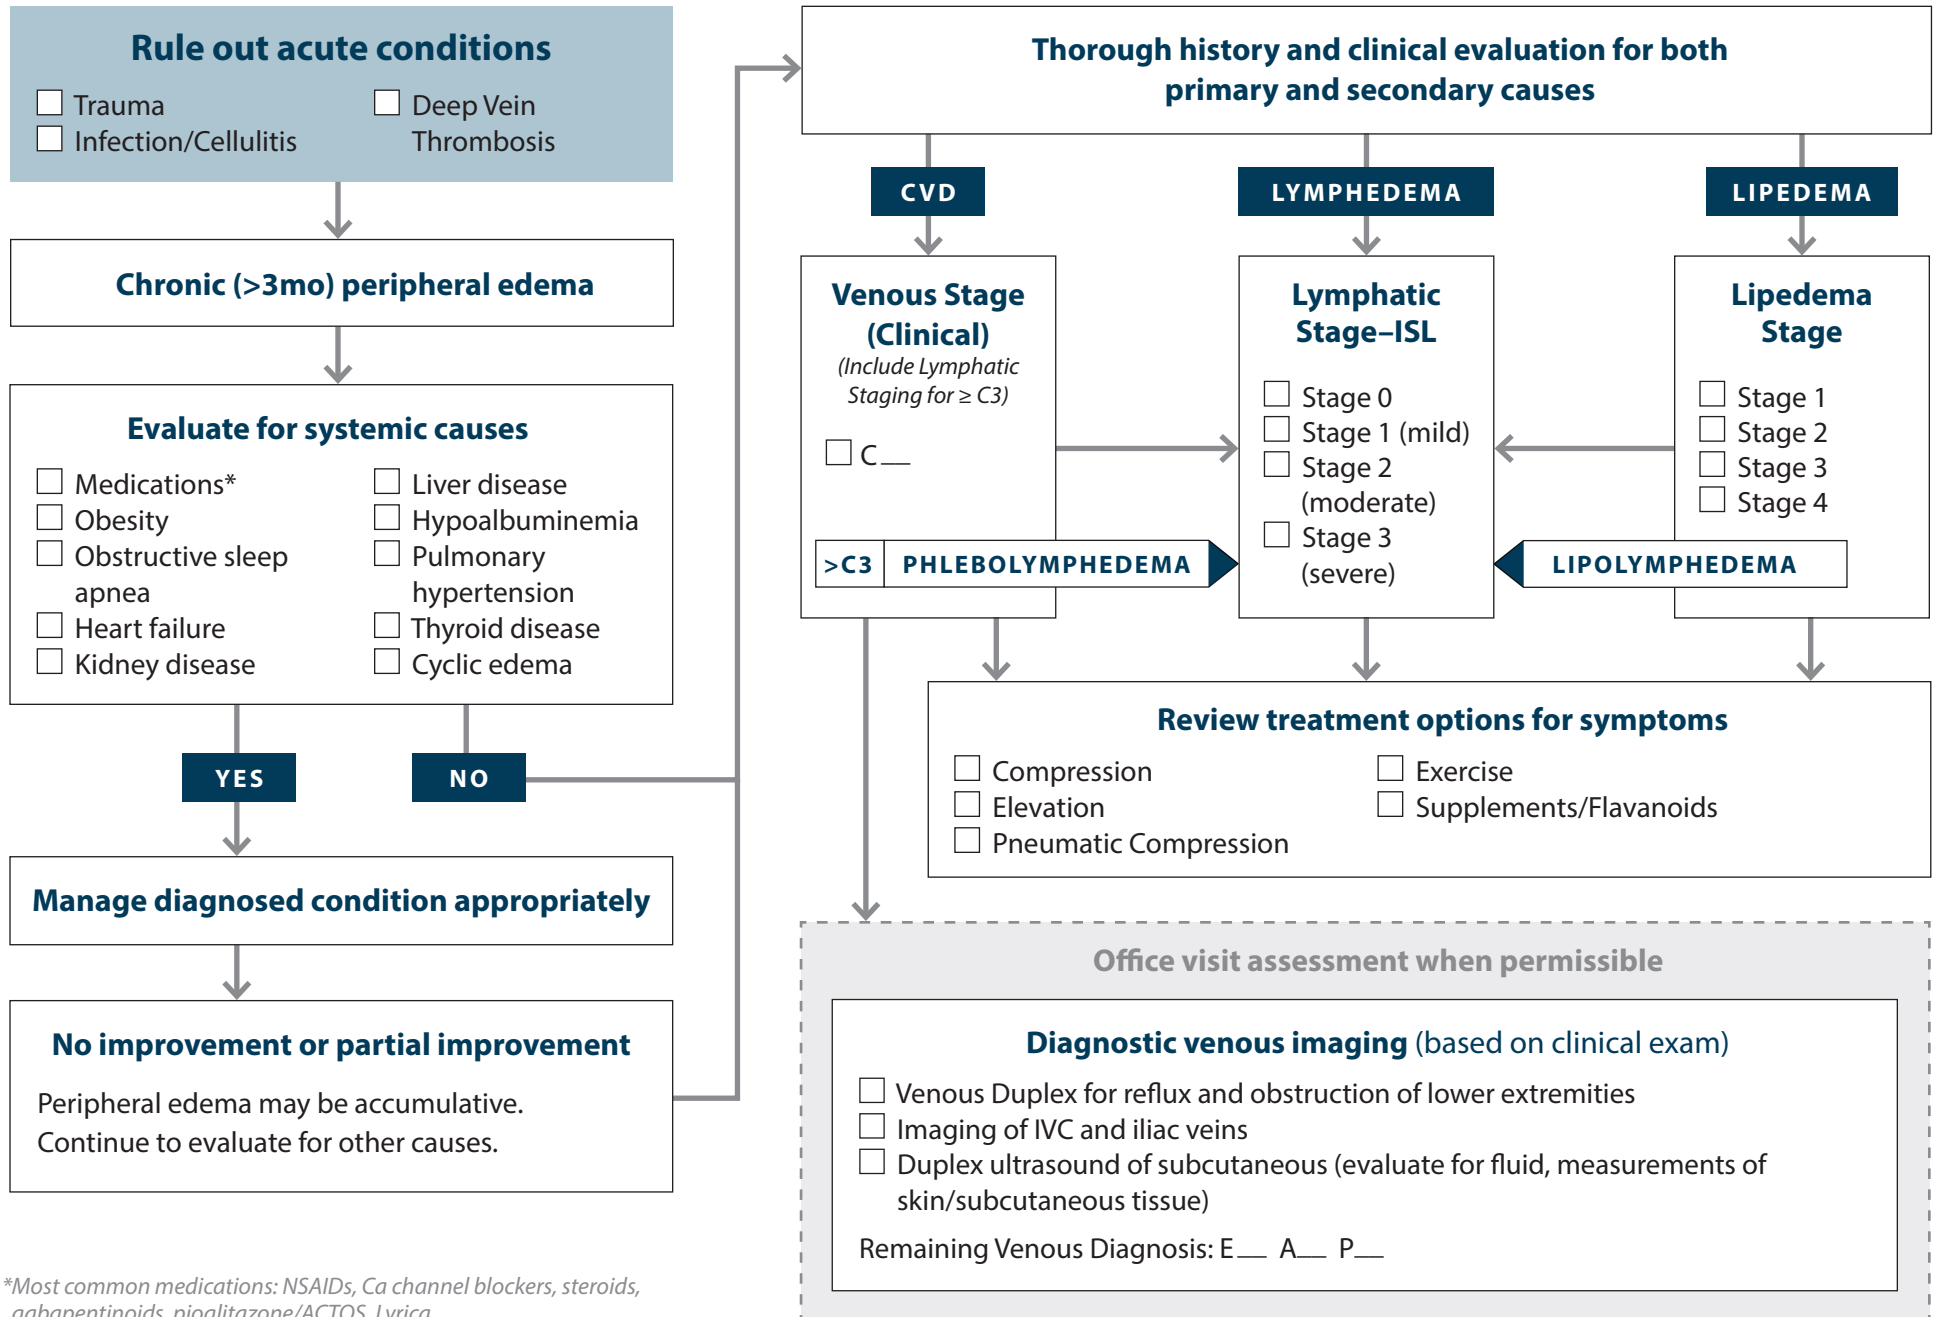 Rule out acute conditions
Trauma
Infection/Cellulitis
Deep Vein
Thrombosis
Chronic (>3mo) peripheral edema
Evaluate for systemic causes
Medications*
Obesity
Obstructive sleep
apnea
Heart failure
Kidney disease
Liver disease
Hypoalbuminemia
Pulmonary
hypertension
Thyroid disease
Cyclic edema
YES
NO
Manage diagnosed condition appropriately
No improvement or partial improvement
Peripheral edema may be accumulative.
Continue to evaluate for other causes.
*Most common medications: NSAIDs, Ca channel blockers, steroids,
gabapentinoids, pioglitazone/ACTOS, Lyrica
Thorough history and clinical evaluation for both
primary and secondary causes
CVD
LYMPHEDEMA
LIPEDEMA
Venous Stage
(Clinical)
(Include Lymphatic
Staging for ≥ C3)
C__
Lymphatic
Stage–ISL
Stage 0
Stage 1 (mild)
Stage 2
(moderate)
Stage 3
(severe)
Lipedema
Stage
Stage 1
Stage 2
Stage 3
Stage 4
>C3 PHLEBOLYMPHEDEMA
LIPOLYMPHEDEMA
Review treatment options for symptoms
Compression
Elevation
Pneumatic Compression
Exercise
Supplements/Flavanoids
Office visit assessment when permissible
Diagnostic venous imaging (based on clinical exam)
Venous Duplex for reflux and obstruction of lower extremities
Imaging of IVC and iliac veins
Duplex ultrasound of subcutaneous (evaluate for fluid, measurements of
skin/subcutaneous tissue)
Remaining Venous Diagnosis: E__ A__ P__